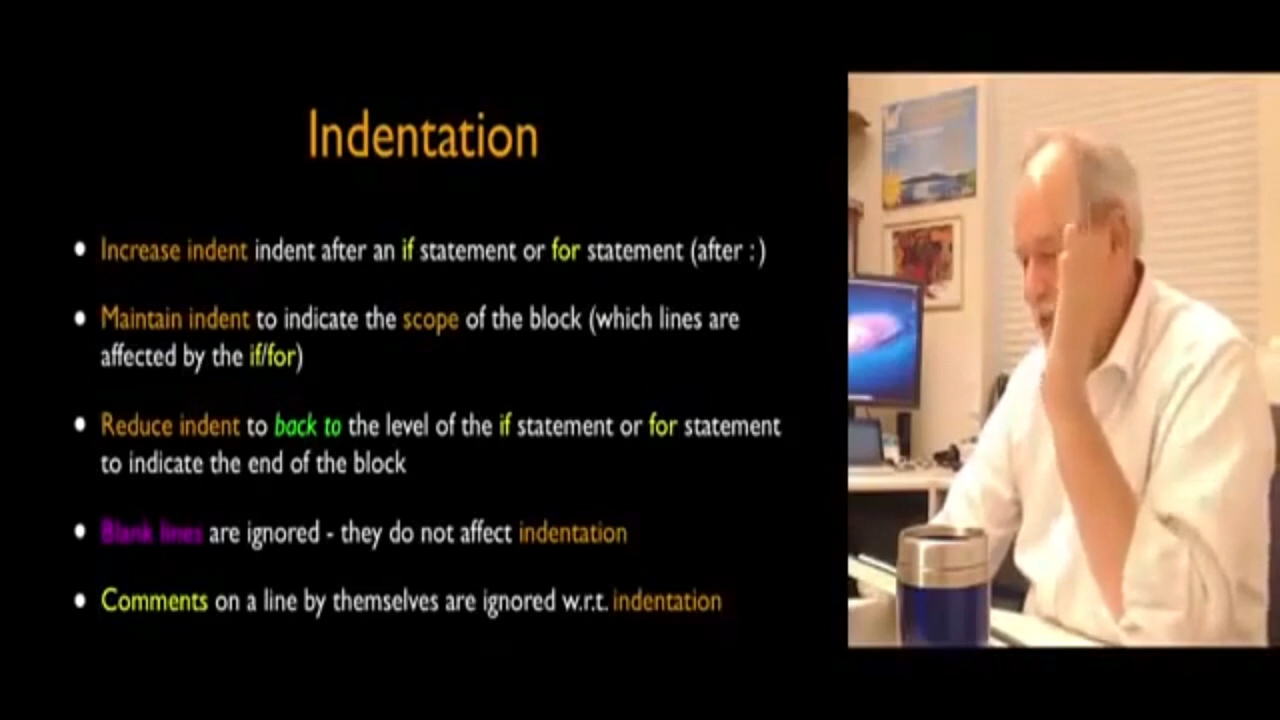 Indentation
• Increase indent indent after an if statement or for statement (after :)
• Maintain indent to indicate the scope of the block (which lines are
affected by the if/for)
• Reduce indent to back to the level of the if statement or for statement
to indicate the end of the block
• Blank lines are ignored - they do not affect indentation
• Comments on a line by themselves are ignored w.r.t. indentation